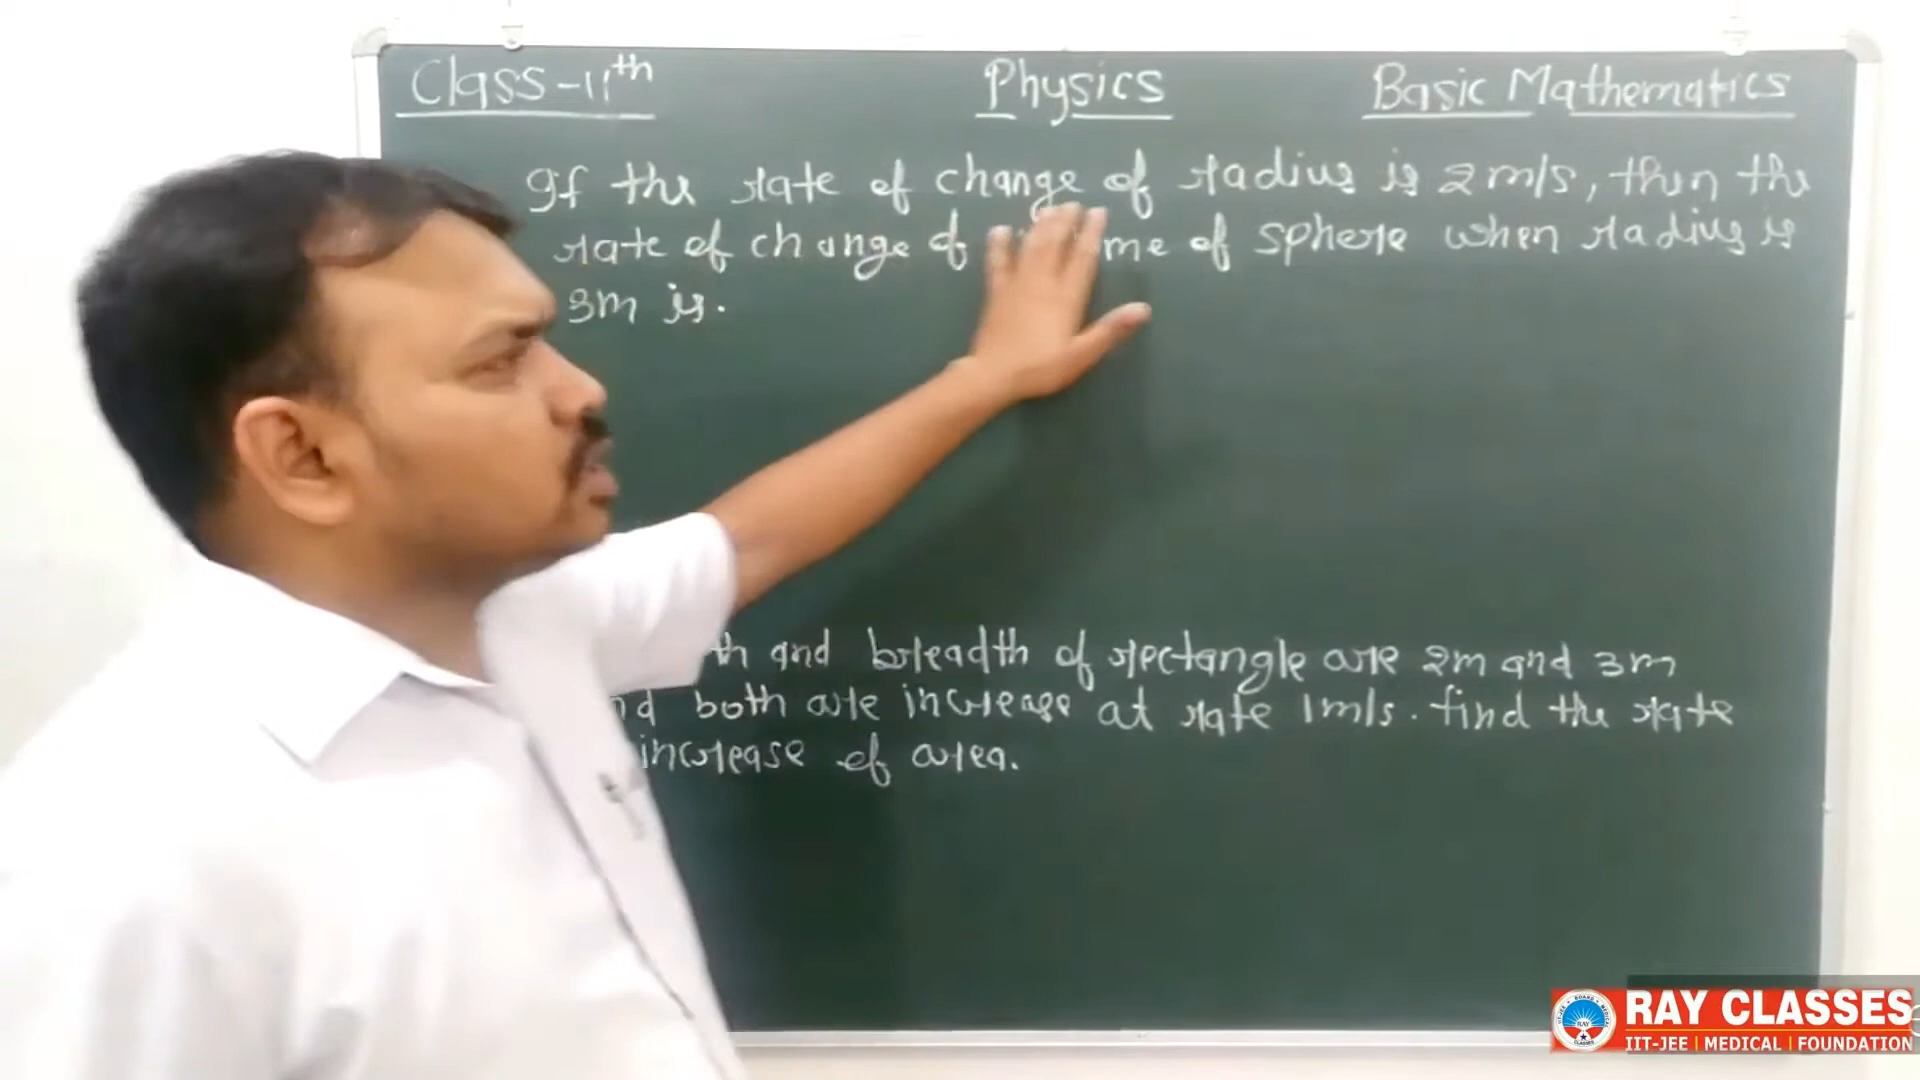 Class-11th
Physics
Basic Mathematics
If the rate of change of radius is 2m/s, then the
rate of change of of sphere when radius is
3m is.
and breadth of rectangle are 2m and 3m
both are increase at rate 1m/s. find the rate
increase of area.
RAY CLASSES
IIT-JEE | MEDICAL | FOUNDATION